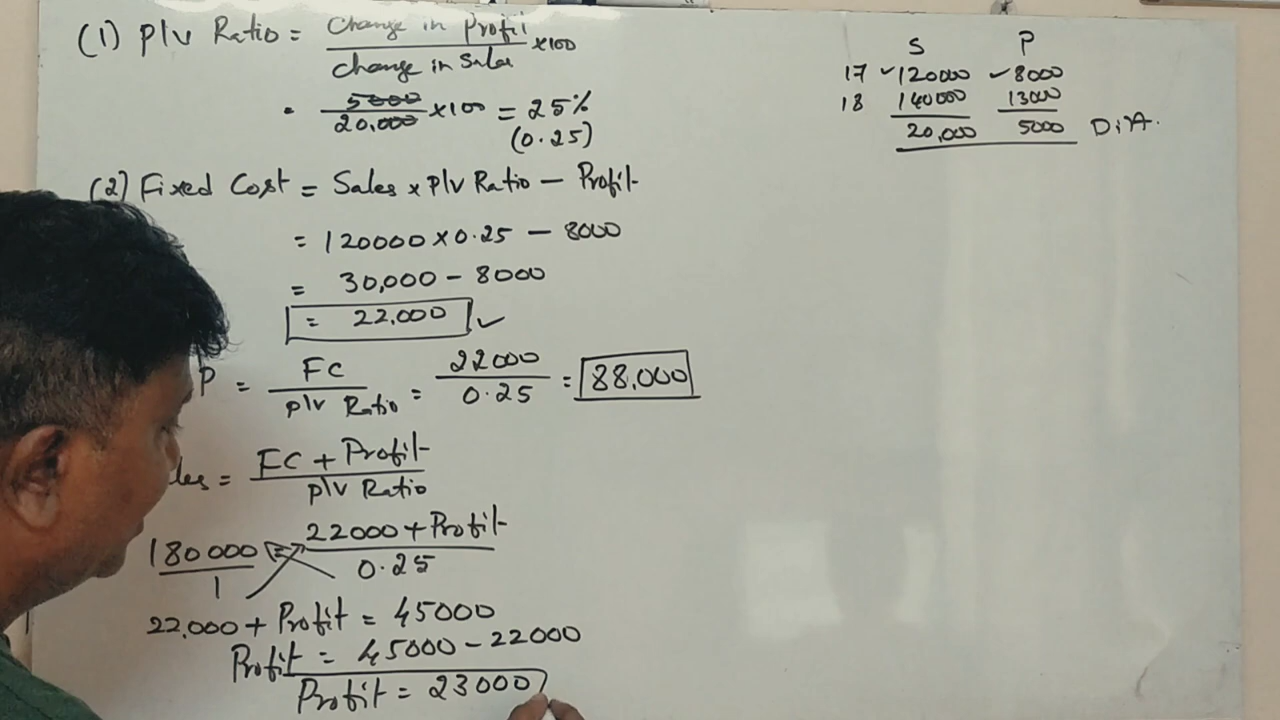 (1) P/V Ratio = Change in Profit / Change in Sales ×100
= 5000 / 20,000 ×100 = 25%
(0.25)
(2) Fixed Cost = Sales × P/V Ratio – Profit
= 120000 × 0.25 – 8000
= 30,000 – 8000
= 22,000 ✓
P = FC / P/V Ratio = 22000 / 0.25 = 88,000
les = FC + Profit / P/V Ratio
180000 / 1 = 22000 + Profit / 0.25
22,000 + Profit = 45000
Profit = 45000 – 22000
Profit = 23000
S P
17 ✓120000 ✓8000
18 140000 13000
20,000 5000 Diff.